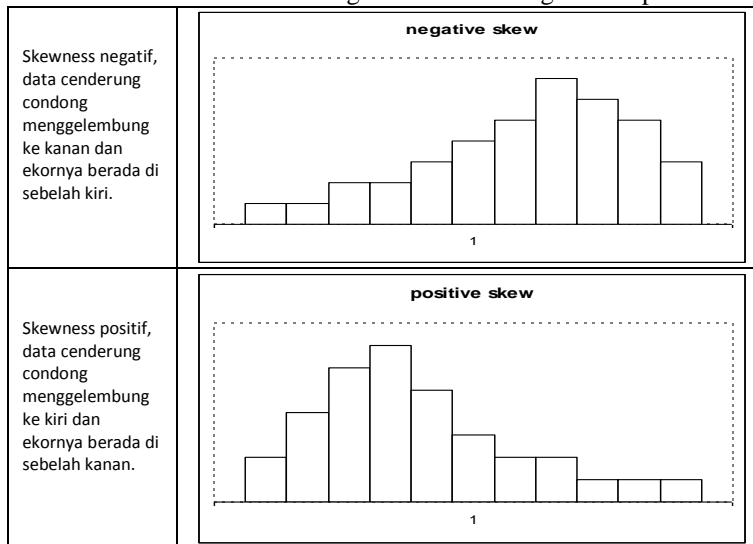 negative skew
Skewness negatif,
data cenderung
condong
menggelembung
ke kanan dan
ekornya berada di
sebelah kiri.
1
positive skew
Skewness positif,
data cenderung
condong
menggelembung
ke kiri dan
ekornya berada di
sebelah kanan.
1